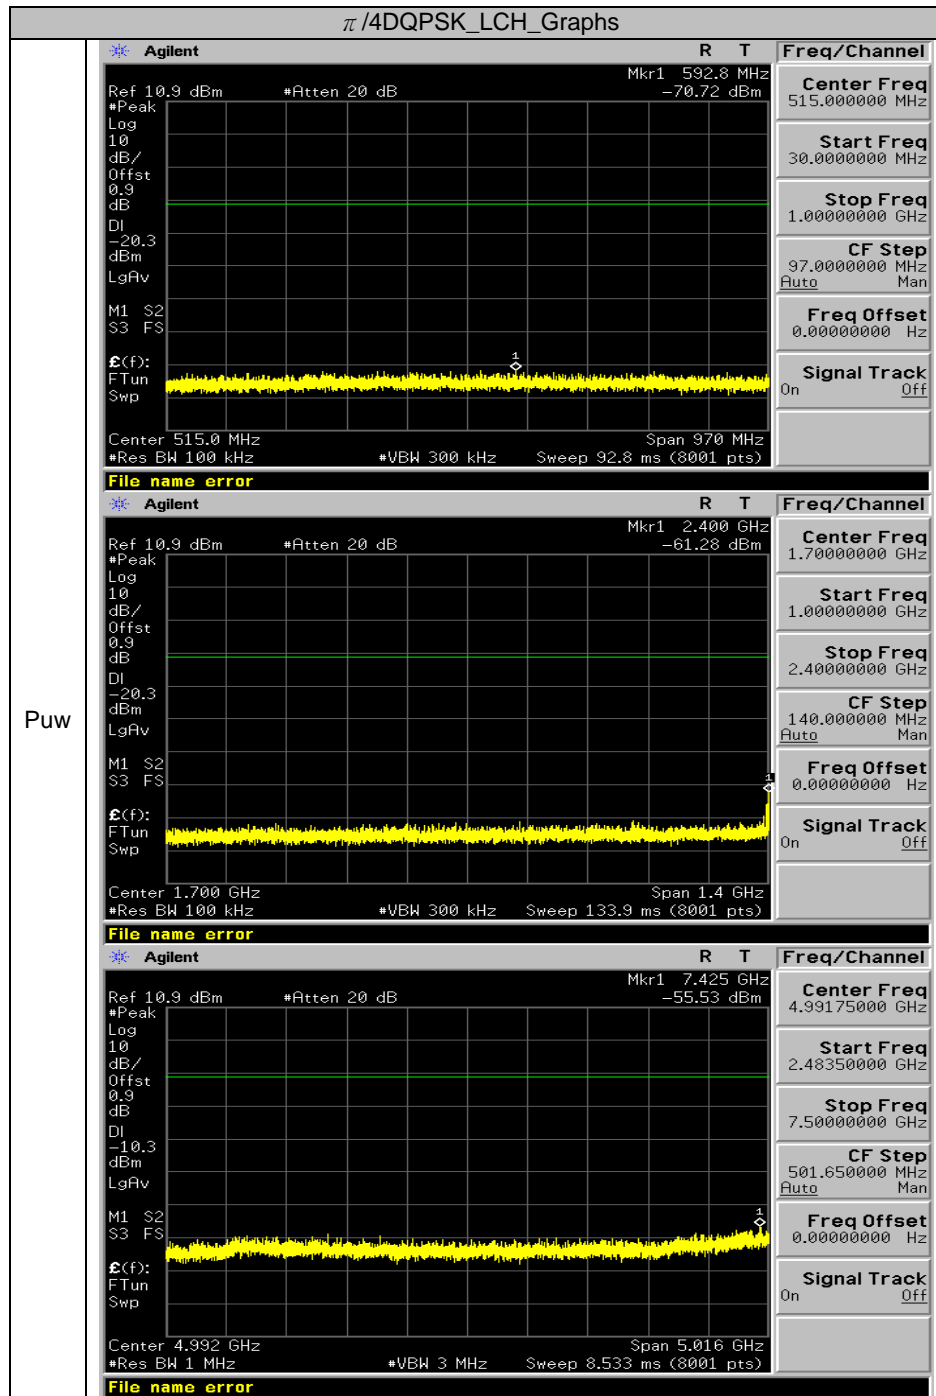 π/4DQPSK_LCH_Graphs
Puw
Agilent R T Freq/Channel
Mkr1 592.8 MHz
Ref 10.9 dBm #Atten 20 dB -70.72 dBm
#Peak
Log
10
dB/
Offst
0.9
dB
DI
-20.3
dBm
LgAv
M1 S2
S3 FS
£(f):
FTun
Swp
1
Center 515.0 MHz Span 970 MHz
#Res BW 100 kHz #VBW 300 kHz Sweep 92.8 ms (8001 pts)
File name error
Center Freq
515.000000 MHz
Start Freq
30.0000000 MHz
Stop Freq
1.00000000 GHz
CF Step
97.0000000 MHz
Auto Man
Freq Offset
0.00000000 Hz
Signal Track
On Off
Agilent R T Freq/Channel
Mkr1 2.400 GHz
Ref 10.9 dBm #Atten 20 dB -61.28 dBm
#Peak
Log
10
dB/
Offst
0.9
dB
DI
-20.3
dBm
LgAv
M1 S2
S3 FS
£(f):
FTun
Swp
1
Center 1.700 GHz Span 1.4 GHz
#Res BW 100 kHz #VBW 300 kHz Sweep 133.9 ms (8001 pts)
File name error
Center Freq
1.70000000 GHz
Start Freq
1.00000000 GHz
Stop Freq
2.40000000 GHz
CF Step
140.000000 MHz
Auto Man
Freq Offset
0.00000000 Hz
Signal Track
On Off
Agilent R T Freq/Channel
Mkr1 7.425 GHz
Ref 10.9 dBm #Atten 20 dB -55.53 dBm
#Peak
Log
10
dB/
Offst
0.9
dB
DI
-10.3
dBm
LgAv
M1 S2
S3 FS
£(f):
FTun
Swp
1
Center 4.992 GHz Span 5.016 GHz
#Res BW 1 MHz #VBW 3 MHz Sweep 8.533 ms (8001 pts)
File name error
Center Freq
4.99175000 GHz
Start Freq
2.48350000 GHz
Stop Freq
7.50000000 GHz
CF Step
501.650000 MHz
Auto Man
Freq Offset
0.00000000 Hz
Signal Track
On Off